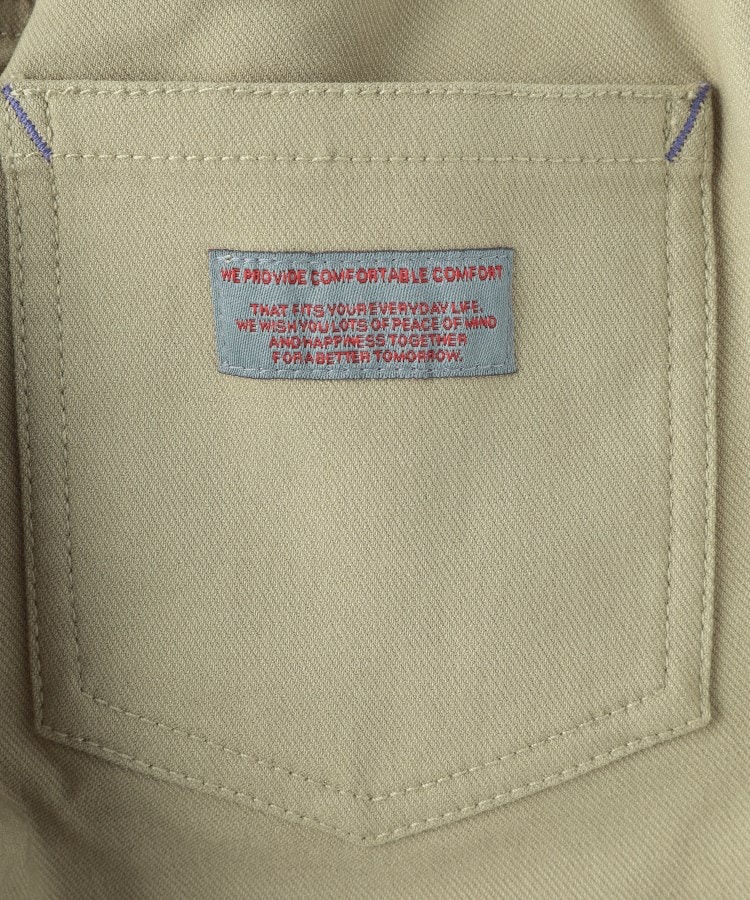 WE PROVIDE COMFORTABLE COMFORT
THAT FITS YOUR EVERYDAY LIFE.
WE WISH YOU LOTS OF PEACE OF MIND
AND HAPPINESS TOGETHER
FOR A BETTER TOMORROW.